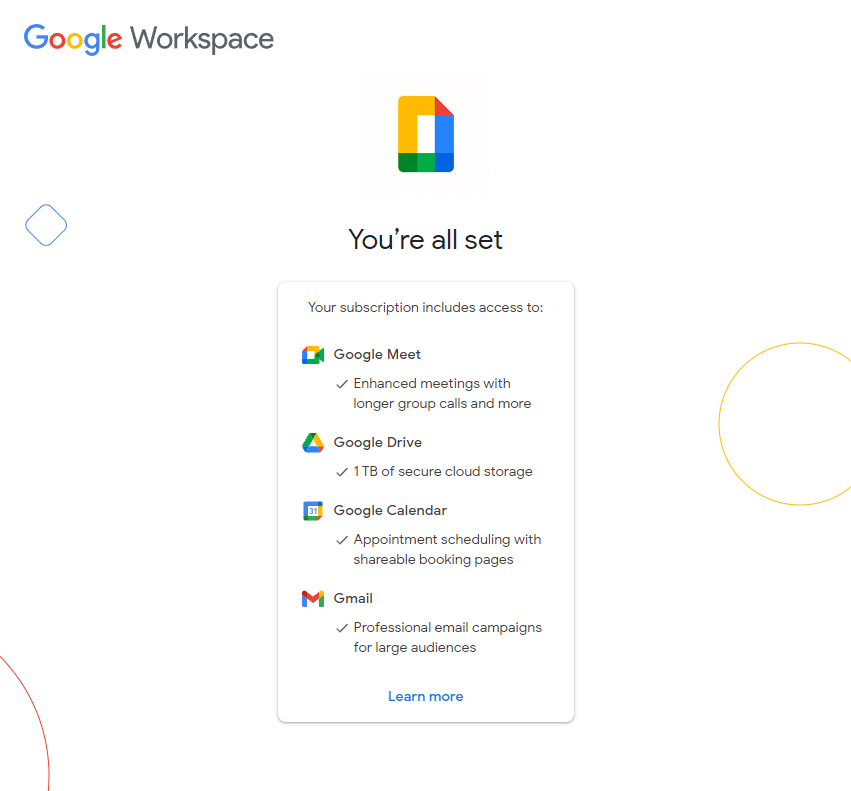 Google Workspace
You’re all set
Your subscription includes access to:
Google Meet
Enhanced meetings with
longer group calls and more
Google Drive
1 TB of secure cloud storage
31
Google Calendar
Appointment scheduling with
shareable booking pages
Gmail
Professional email campaigns
for large audiences
Learn more